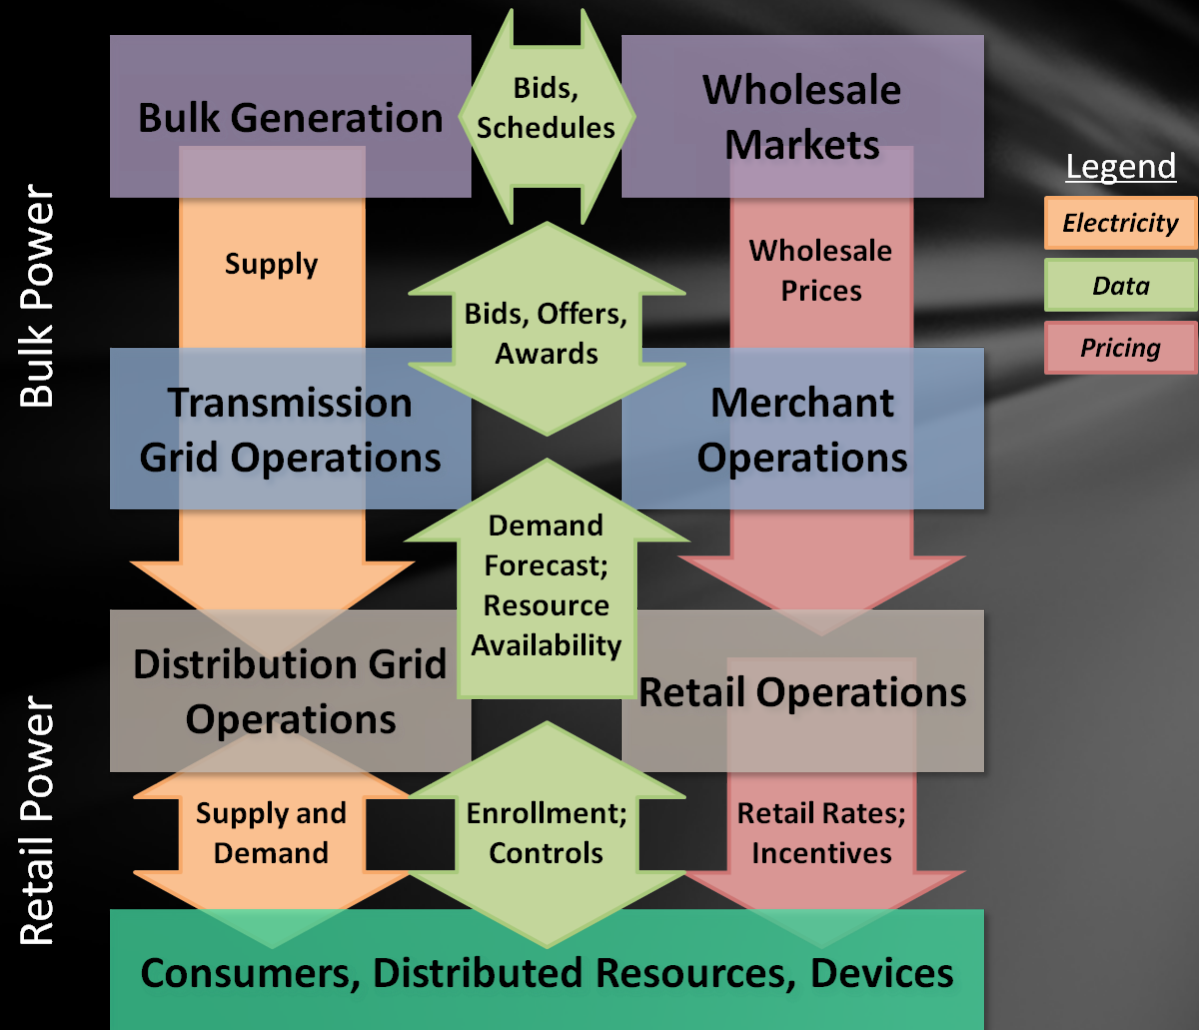 Bulk Generation
Bids,
Schedules
Wholesale
Markets
Legend
Electricity
Data
Pricing
Bulk Power
Supply
Bids, Offers,
Awards
Wholesale
Prices
Transmission
Grid Operations
Merchant
Operations
Demand
Forecast;
Resource
Availability
Retail Power
Distribution Grid
Operations
Retail Operations
Supply and
Demand
Enrollment;
Controls
Retail Rates;
Incentives
Consumers, Distributed Resources, Devices